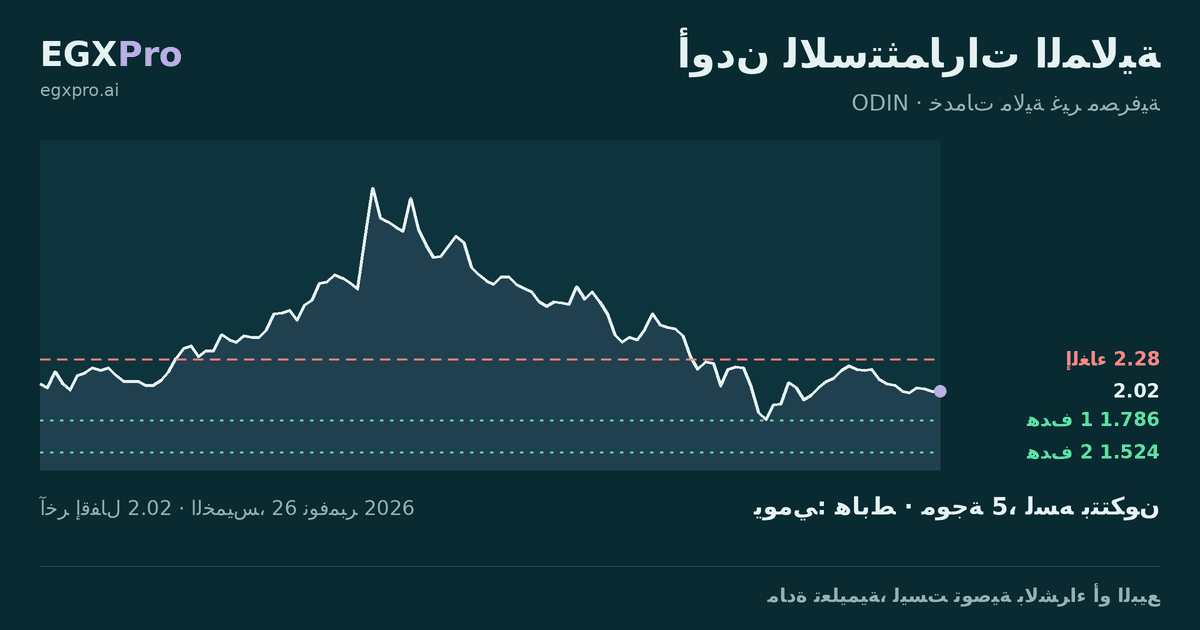 EGXPro
egxpro.ai
أودن للاستثمارات المالية
ODIN · خدمات مالية غير مصرفية
إلغاء 2.28
2.02
هدف 1 1.786
هدف 2 1.524
آخر إقفال 2.02 · الخميس، 26 نوفمبر 2026
يومي: هابط · موجة 5، لسه بتتكون
مادة تعليمية، ليست توصية بالشراء أو البيع